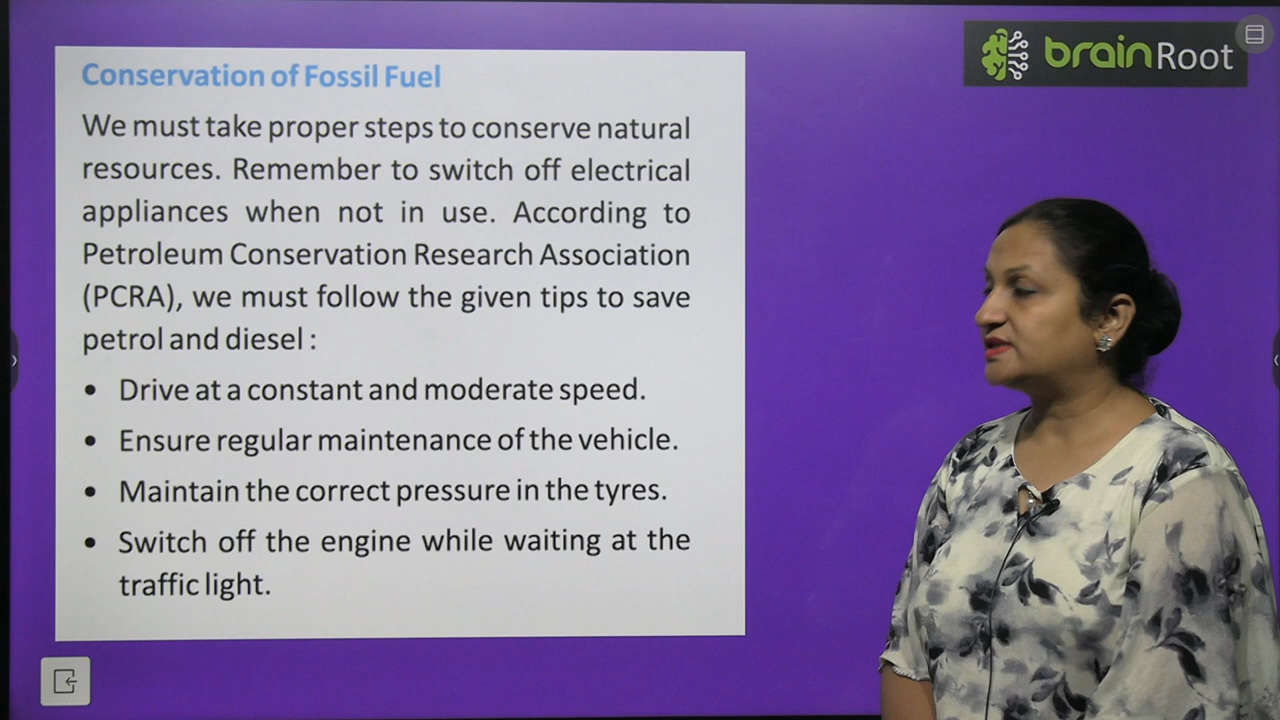 brainRoot
Conservation of Fossil Fuel
We must take proper steps to conserve natural
resources. Remember to switch off electrical
appliances when not in use. According to
Petroleum Conservation Research Association
(PCRA), we must follow the given tips to save
petrol and diesel :
• Drive at a constant and moderate speed.
• Ensure regular maintenance of the vehicle.
• Maintain the correct pressure in the tyres.
• Switch off the engine while waiting at the
traffic light.